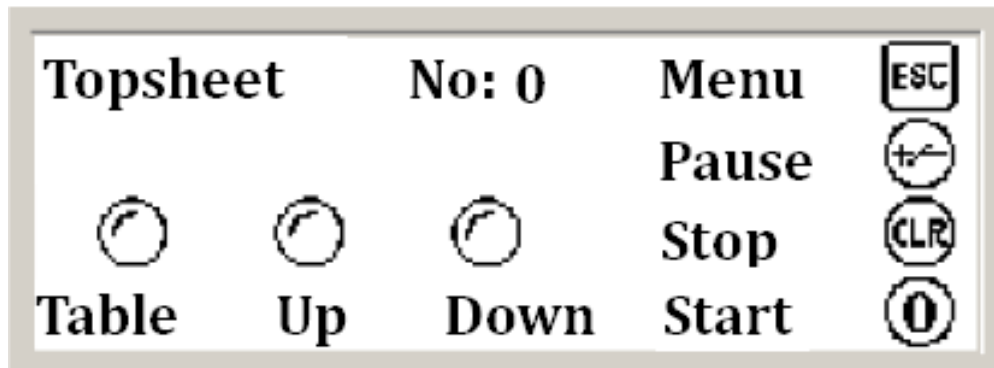 Topsheet No: 0 Menu ESC
Pause +/-
Stop CLR
Table Up Down Start 0